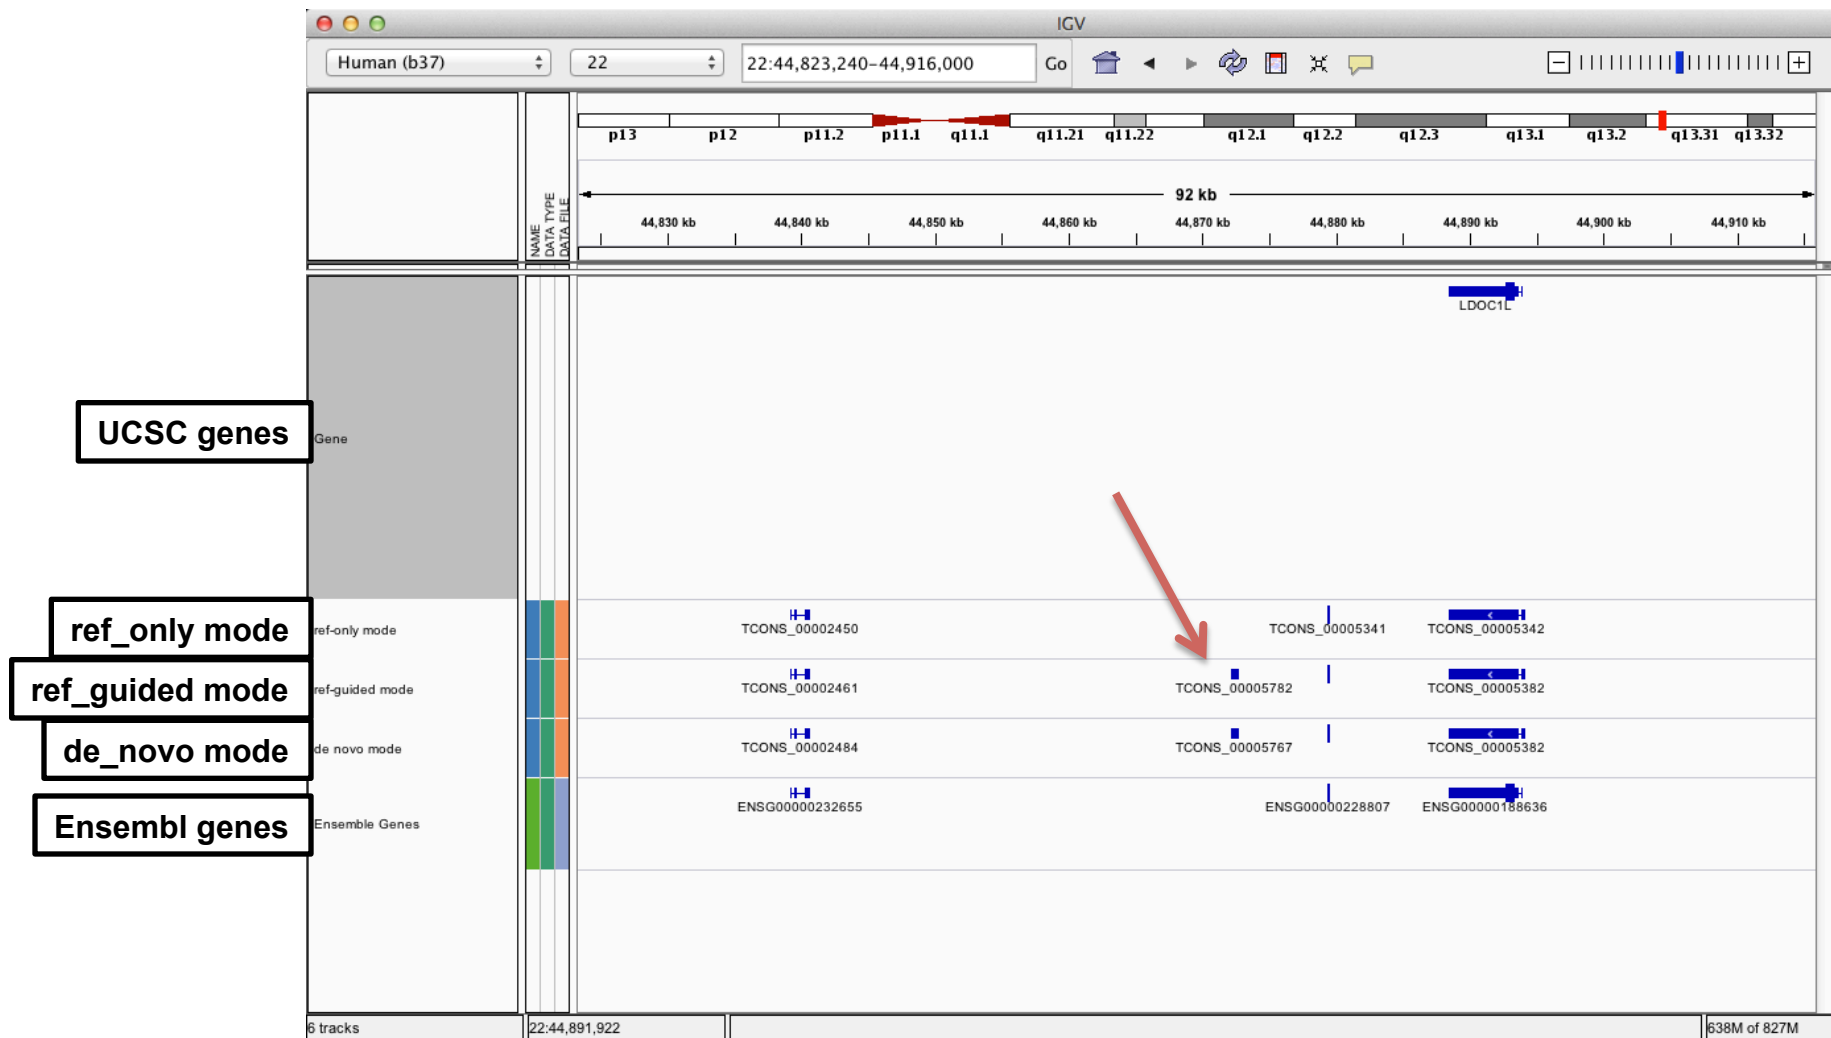 IGV
Human (b37) 22 22:44,823,240-44,916,000 Go
p13 p12 p11.2 p11.1 q11.1 q11.21 q11.22 q12.1 q12.2 q12.3 q13.1 q13.2 q13.31 q13.32
NAME
DATA TYPE
DATA FILE
92 kb
44,830 kb 44,840 kb 44,850 kb 44,860 kb 44,870 kb 44,880 kb 44,890 kb 44,900 kb 44,910 kb
LDOC1L
UCSC genes
Gene
ref_only mode
ref-only mode
TCONS_00002450 TCONS_00005341 TCONS_00005342
ref_guided mode
ref-guided mode
TCONS_00002461 TCONS_00005782 TCONS_00005382
de_novo mode
de novo mode
TCONS_00002484 TCONS_00005767 TCONS_00005382
Ensembl genes
Ensemble Genes
ENSG00000232655 ENSG00000228807 ENSG00000188636
6 tracks 22:44,891,922 638M of 827M